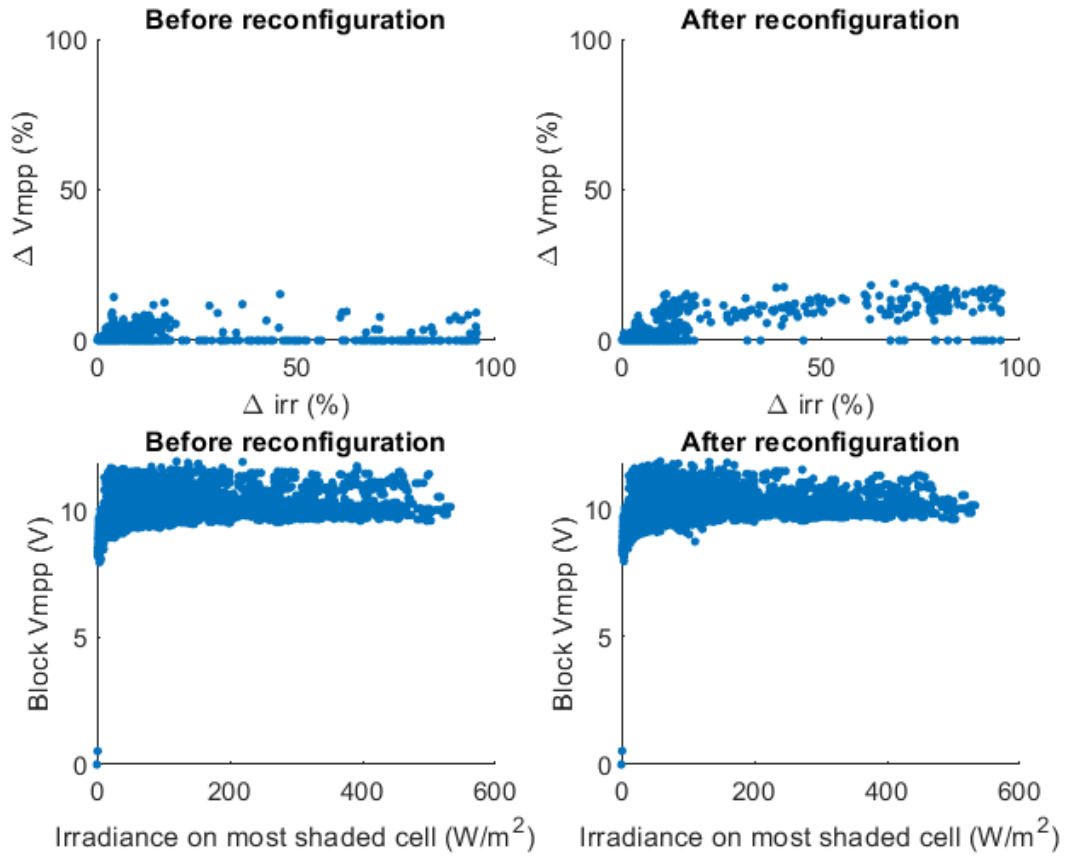 Before reconfiguration
After reconfiguration
100
50
0
Δ Vmpp (%)
0
50
100
Δ irr (%)
100
50
0
Δ Vmpp (%)
0
50
100
Δ irr (%)
Before reconfiguration
After reconfiguration
10
5
0
Block Vmpp (V)
0
200
400
600
Irradiance on most shaded cell (W/m²)
10
5
0
Block Vmpp (V)
0
200
400
600
Irradiance on most shaded cell (W/m²)